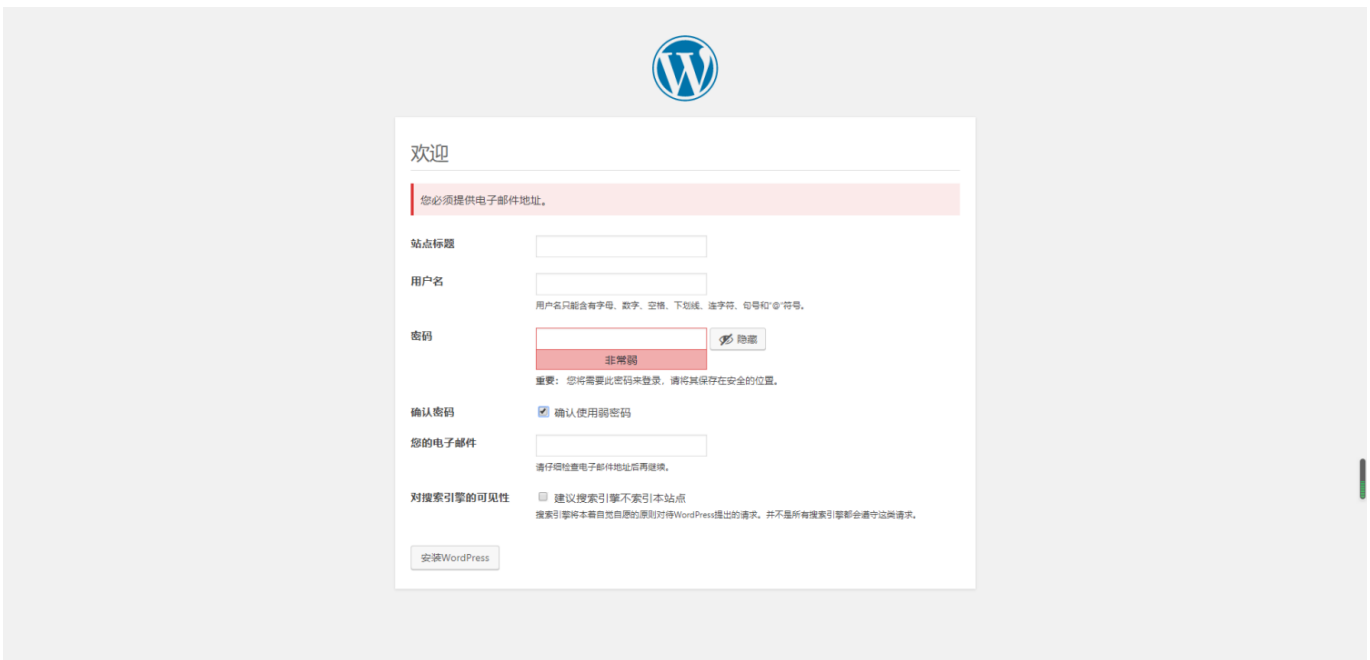 欢迎
您必须提供电子邮件地址。
站点标题
用户名
用户名只能含有字母、数字、空格、下划线、连字符、句号和"@"符号。
密码
隐藏
非常弱
重要： 您将需要此密码来登录，请将其保存在安全的位置。
确认密码 确认使用弱密码
您的电子邮件
请仔细检查电子邮件地址后再继续。
对搜索引擎的可见性 建议搜索引擎不索引本站点
搜索引擎将本着自觉自愿的原则对待WordPress提出的请求。并不是所有搜索引擎都会遵守这类请求。
安装WordPress